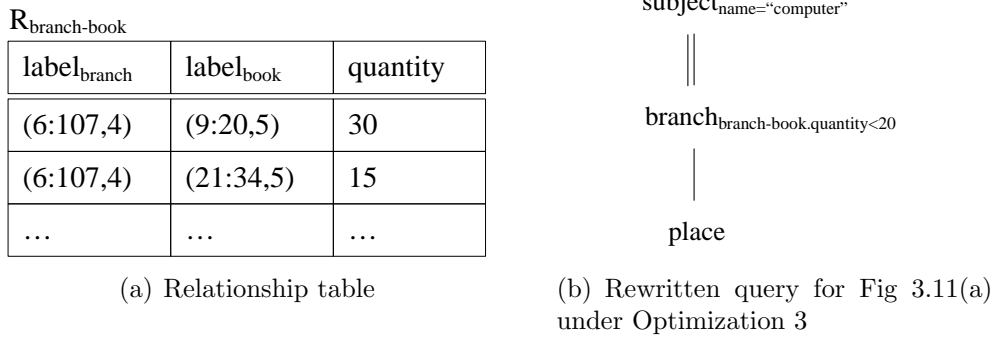 R_branch-book
label_branch label_book quantity
(6:107,4) (9:20,5) 30
(6:107,4) (21:34,5) 15
… … …
(a) Relationship table
subject_name=“computer”
branch_branch-book.quantity<20
place
(b) Rewritten query for Fig 3.11(a)
under Optimization 3